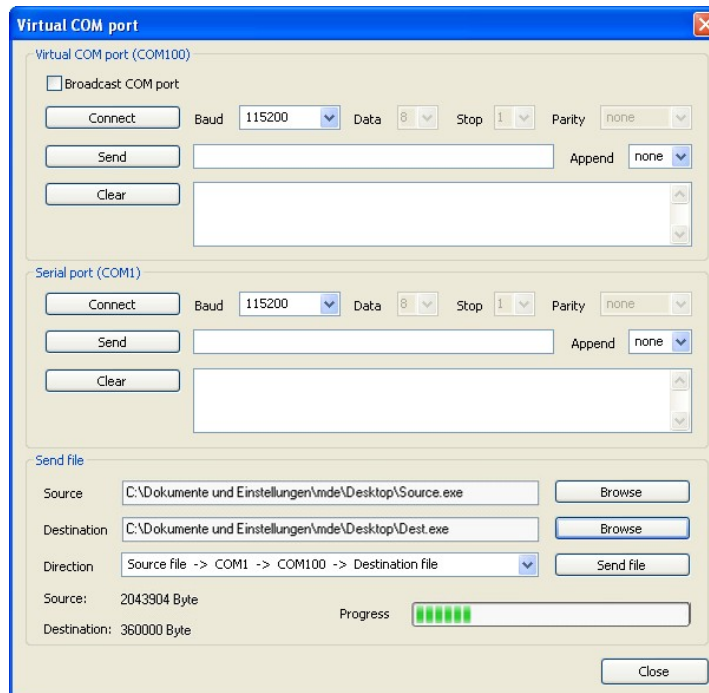 Virtual COM port
Virtual COM port (COM100)
Broadcast COM port
Connect Baud 115200 Data 8 Stop 1 Parity none
Send Append none
Clear
Serial port (COM1)
Connect Baud 115200 Data 8 Stop 1 Parity none
Send Append none
Clear
Send file
Source C:\Dokumente und Einstellungen\mde\Desktop\Source.exe Browse
Destination C:\Dokumente und Einstellungen\mde\Desktop\Dest.exe Browse
Direction Source file -> COM1 -> COM100 -> Destination file Send file
Source: 2043904 Byte
Progress
Destination: 360000 Byte
Close